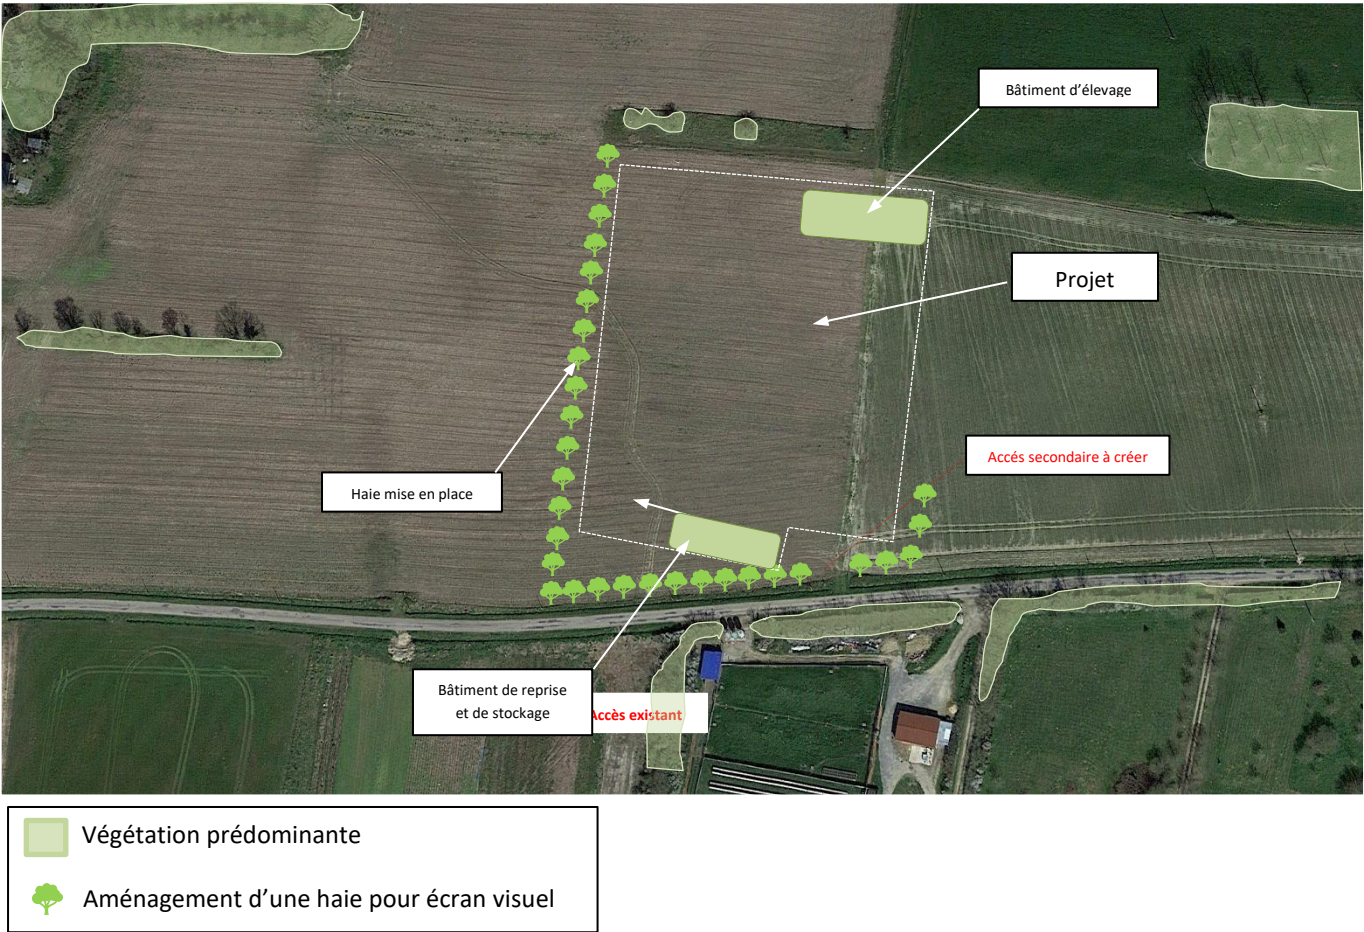 Bâtiment d’élevage
Projet
Accés secondaire à créer
Haie mise en place
Bâtiment de reprise
et de stockage
Accès existant
Végétation prédominante
Aménagement d’une haie pour écran visuel